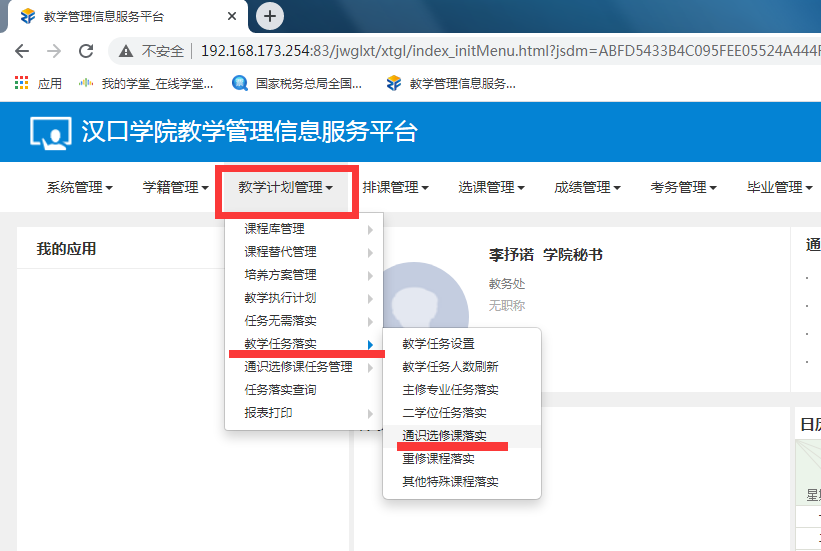 教学管理信息服务平台
不安全 192.168.173.254:83/jwglxt/xtgl/index_initMenu.html?jsdm=ABFD5433B4C095FEE05524A444F
应用 我的学堂_在线学堂... 国家税务总局全国... 教学管理信息服务...
汉口学院教学管理信息服务平台
系统管理 学籍管理 教学计划管理 排课管理 选课管理 成绩管理 考务管理 毕业管理
我的应用
课程库管理
课程替代管理
培养方案管理
教学执行计划
任务无需落实
教学任务落实
通识选修课任务管理
任务落实查询
报表打印
教学任务设置
教学任务人数刷新
主修专业任务落实
二学位任务落实
通识选修课落实
重修课程落实
其他特殊课程落实
李抒诺 学院秘书
教务处
无职称
通
日历
星期